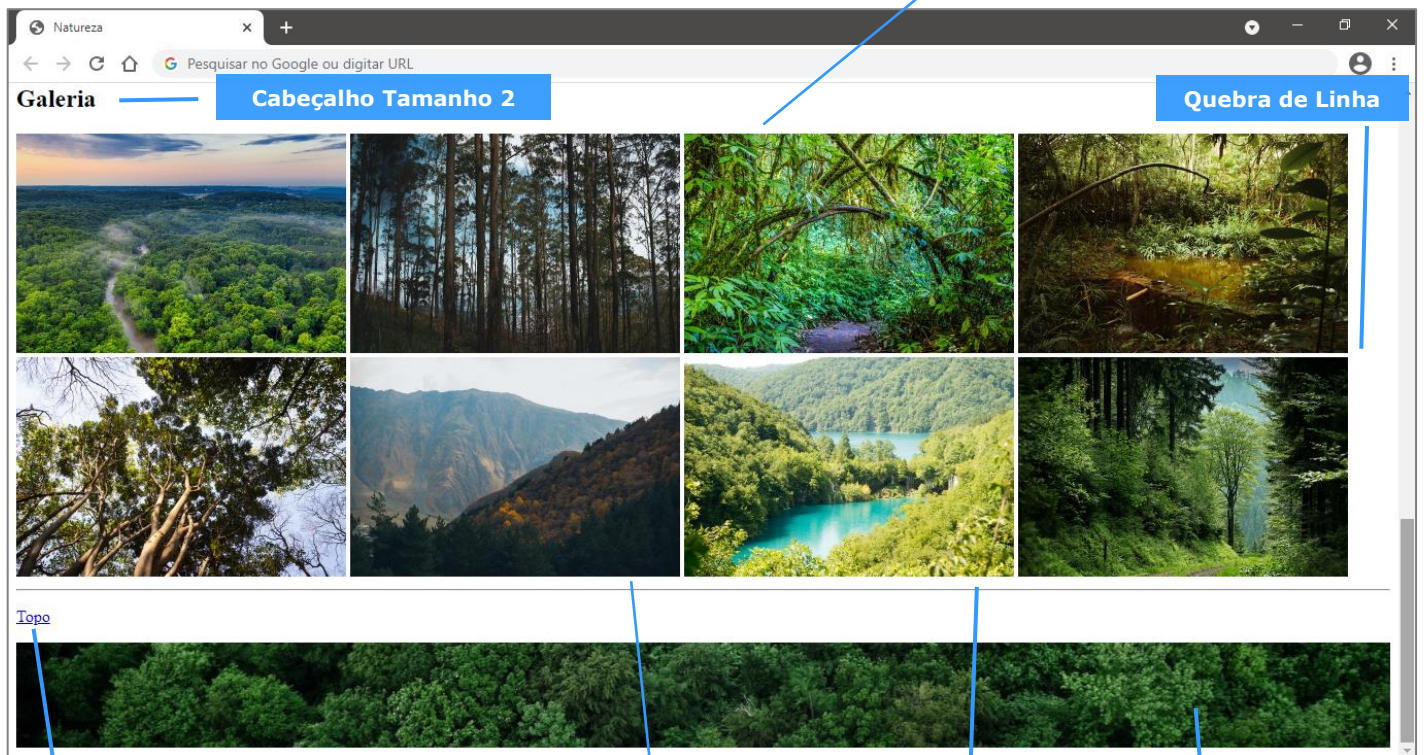 Natureza
Pesquisar no Google ou digitar URL
Galeria
Cabeçalho Tamanho 2
Quebra de Linha
Topo